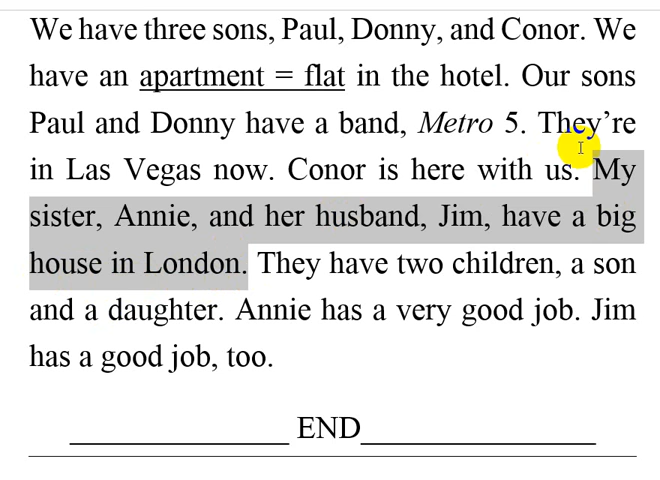 We have three sons, Paul, Donny, and Conor. We
have an apartment = flat in the hotel. Our sons
Paul and Donny have a band, Metro 5. They’re
in Las Vegas now. Conor is here with us. My
sister, Annie, and her husband, Jim, have a big
house in London. They have two children, a son
and a daughter. Annie has a very good job. Jim
has a good job, too.
________________ END_________________